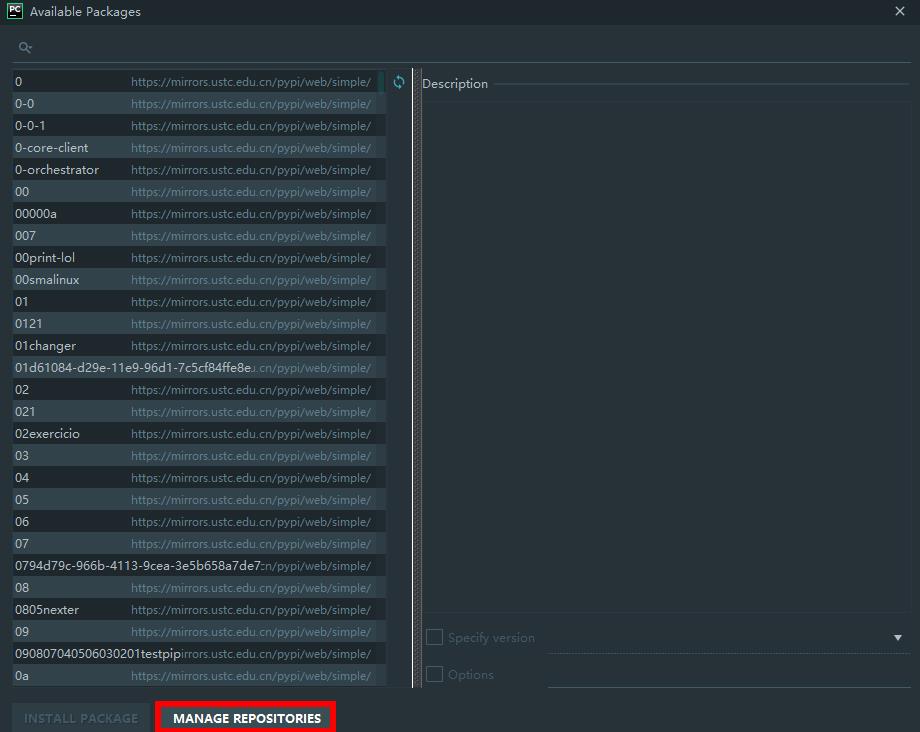 PC Available Packages
0 https://mirrors.ustc.edu.cn/pypi/web/simple/
Description
0-0 https://mirrors.ustc.edu.cn/pypi/web/simple/
0-0-1 https://mirrors.ustc.edu.cn/pypi/web/simple/
0-core-client https://mirrors.ustc.edu.cn/pypi/web/simple/
0-orchestrator https://mirrors.ustc.edu.cn/pypi/web/simple/
00 https://mirrors.ustc.edu.cn/pypi/web/simple/
00000a https://mirrors.ustc.edu.cn/pypi/web/simple/
007 https://mirrors.ustc.edu.cn/pypi/web/simple/
00print-lol https://mirrors.ustc.edu.cn/pypi/web/simple/
00smalinux https://mirrors.ustc.edu.cn/pypi/web/simple/
01 https://mirrors.ustc.edu.cn/pypi/web/simple/
0121 https://mirrors.ustc.edu.cn/pypi/web/simple/
01changer https://mirrors.ustc.edu.cn/pypi/web/simple/
01d61084-d29e-11e9-96d1-7c5cf84ffe8e.cn/pypi/web/simple/
02 https://mirrors.ustc.edu.cn/pypi/web/simple/
021 https://mirrors.ustc.edu.cn/pypi/web/simple/
02exercicio https://mirrors.ustc.edu.cn/pypi/web/simple/
03 https://mirrors.ustc.edu.cn/pypi/web/simple/
04 https://mirrors.ustc.edu.cn/pypi/web/simple/
05 https://mirrors.ustc.edu.cn/pypi/web/simple/
06 https://mirrors.ustc.edu.cn/pypi/web/simple/
07 https://mirrors.ustc.edu.cn/pypi/web/simple/
0794d79c-966b-4113-9cea-3e5b658a7de7:n/pypi/web/simple/
08 https://mirrors.ustc.edu.cn/pypi/web/simple/
0805nexter https://mirrors.ustc.edu.cn/pypi/web/simple/
09 https://mirrors.ustc.edu.cn/pypi/web/simple/
Specify version
090807040506030201testpipirrors.ustc.edu.cn/pypi/web/simple/
0a https://mirrors.ustc.edu.cn/pypi/web/simple/
Options
INSTALL PACKAGE MANAGE REPOSITORIES